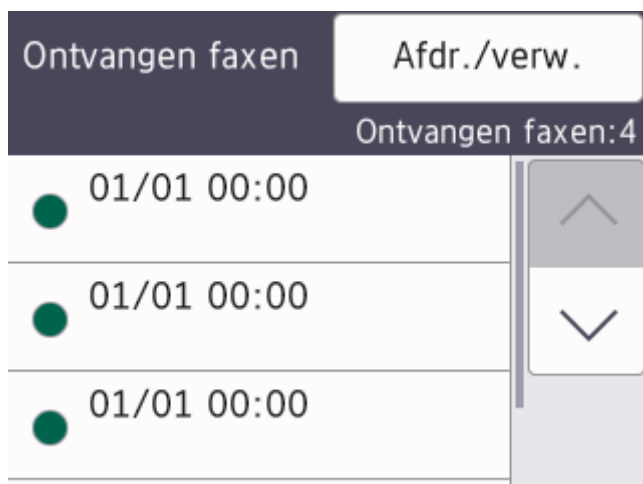 Ontvangen faxen
Afdr./verw.
Ontvangen faxen:4
01/01 00:00
01/01 00:00
01/01 00:00